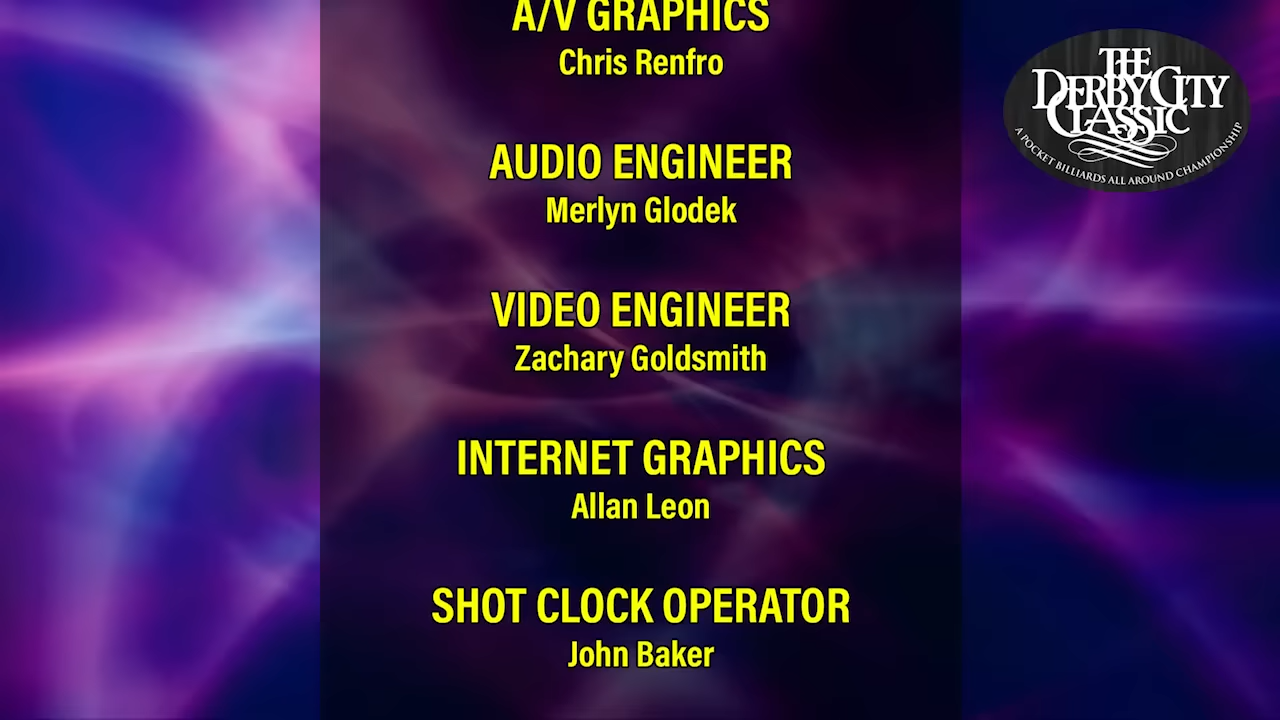 A/V GRAPHICS
Chris Renfro
THE
DERBY CITY
CLASSIC
A POCKET BILLIARDS ALL AROUND CHAMPIONSHIP
AUDIO ENGINEER
Merlyn Glodek
VIDEO ENGINEER
Zachary Goldsmith
INTERNET GRAPHICS
Allan Leon
SHOT CLOCK OPERATOR
John Baker